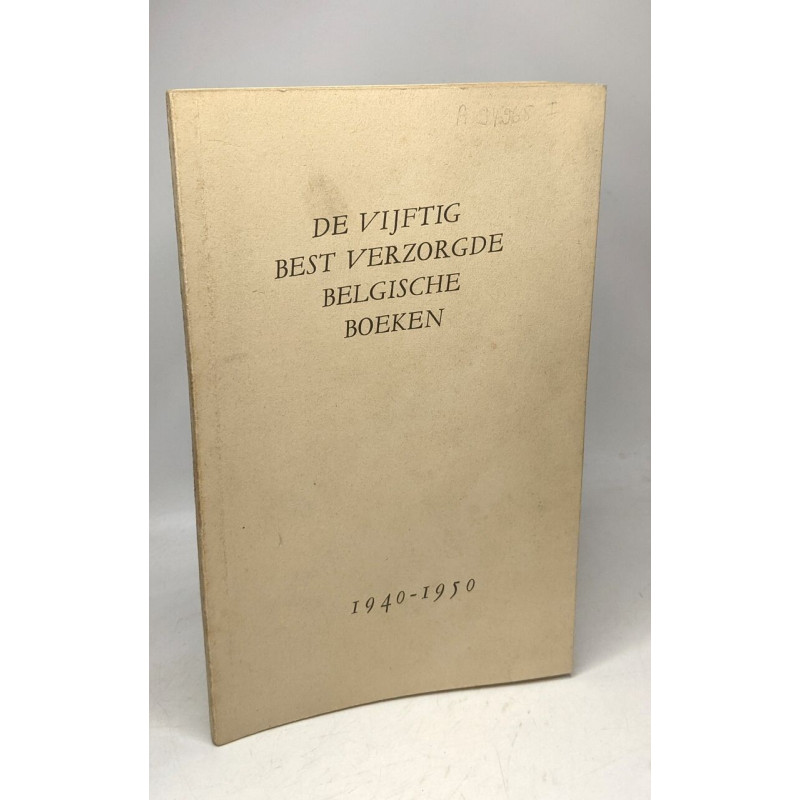 DE VIJFTIG
BEST VERZORGDE
BELGISCHE
BOEKEN
1940-1950